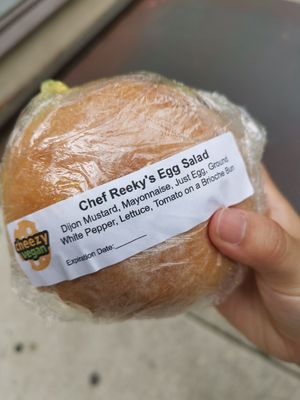 Chef Reeky's Egg Salad
Dijon Mustard, Mayonnaise, Just Egg, Ground
White Pepper, Lettuce, Tomato on a Brioche Bun
Expiration Date:______
cheezy
vegan